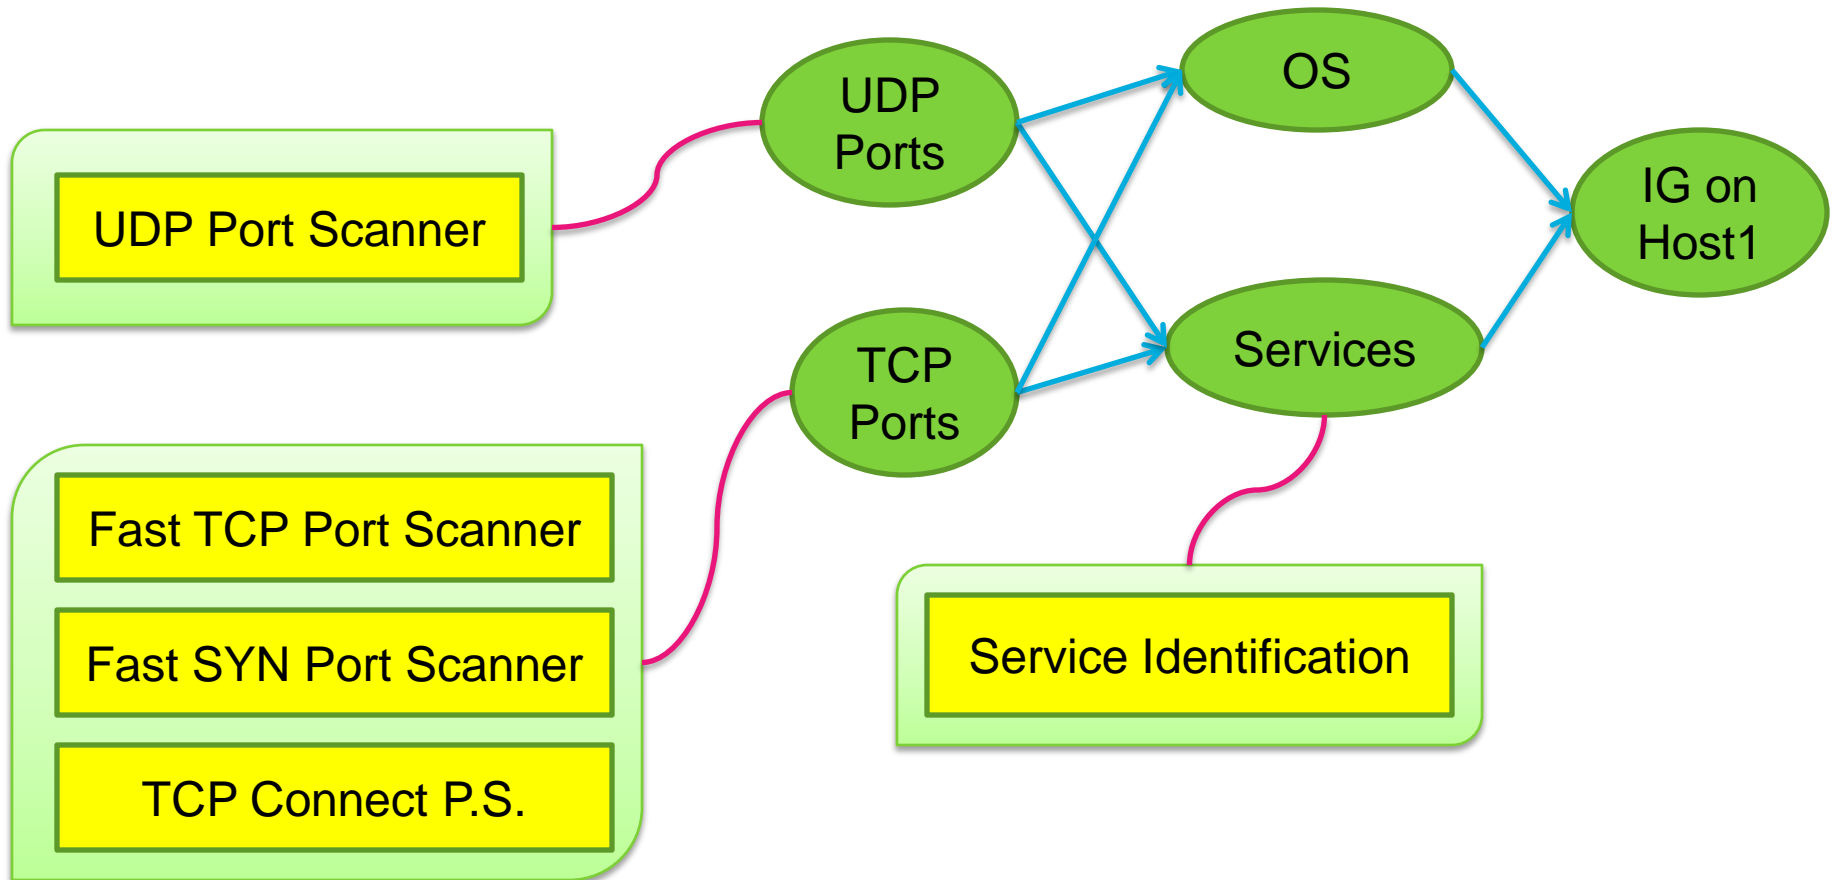 UDP
Ports
OS
IG on
Host1
UDP Port Scanner
TCP
Ports
Services
Fast TCP Port Scanner
Fast SYN Port Scanner
TCP Connect P.S.
Service Identification